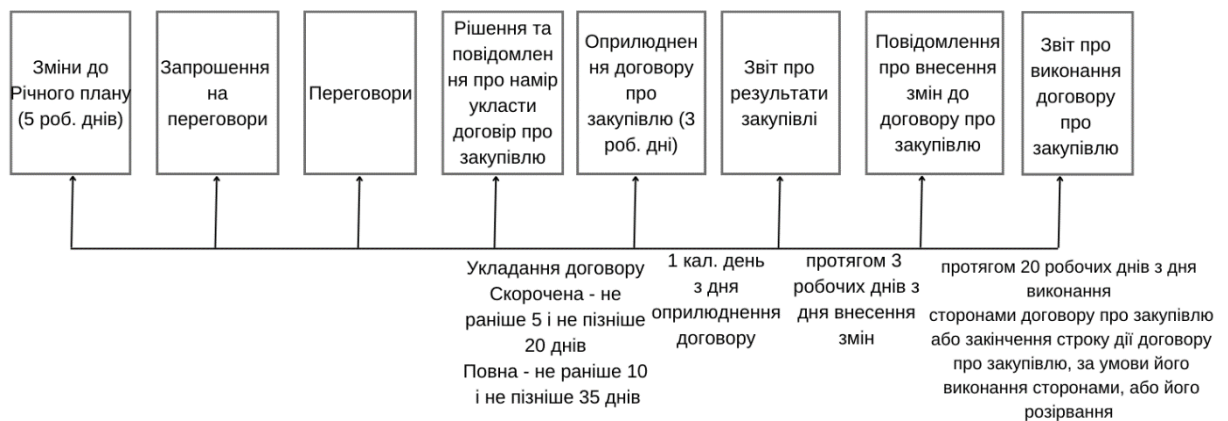 Зміни до
Річного плану
(5 роб. днів)
Запрошення
на
переговори
Переговори
Рішення та
повідомлен
ня про намір
укласти
договір про
закупівлю
Оприлюднен
ня договору
про
закупівлю (3
роб. дні)
Звіт про
результати
закупівлі
Повідомлення
про внесення
змін до
договору про
закупівлю
Звіт про
виконання
договору
про
закупівлю
Укладання договору
Скорочена - не
раніше 5 і не пізніше
20 днів
Повна - не раніше 10
і не пізніше 35 днів
1 кал. день
з дня
оприлюднення
договору
протягом 3
робочих днів з
дня внесення
змін
протягом 20 робочих днів з дня
виконання
сторонами договору про закупівлю
або закінчення строку дії договору
про закупівлю, за умови його
виконання сторонами, або його
розірвання